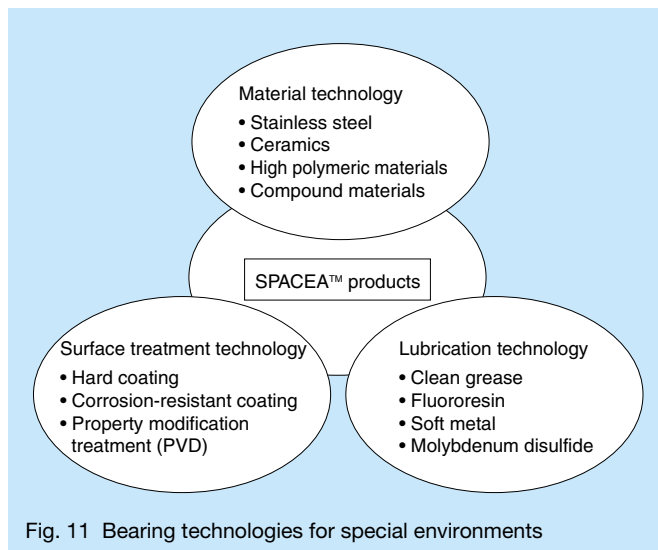 Material technology
• Stainless steel
• Ceramics
• High polymeric materials
• Compound materials
SPACEA™ products
Surface treatment technology
• Hard coating
• Corrosion-resistant coating
• Property modification
treatment (PVD)
Lubrication technology
• Clean grease
• Fluororesin
• Soft metal
• Molybdenum disulfide
Fig. 11 Bearing technologies for special environments